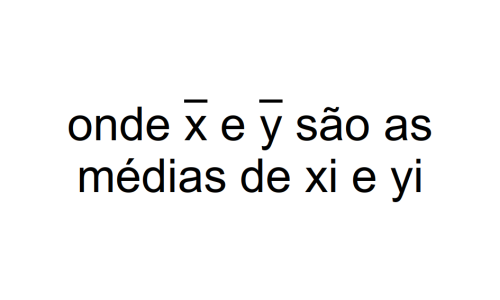 onde x̅ e y̅ são as
médias de xi e yi